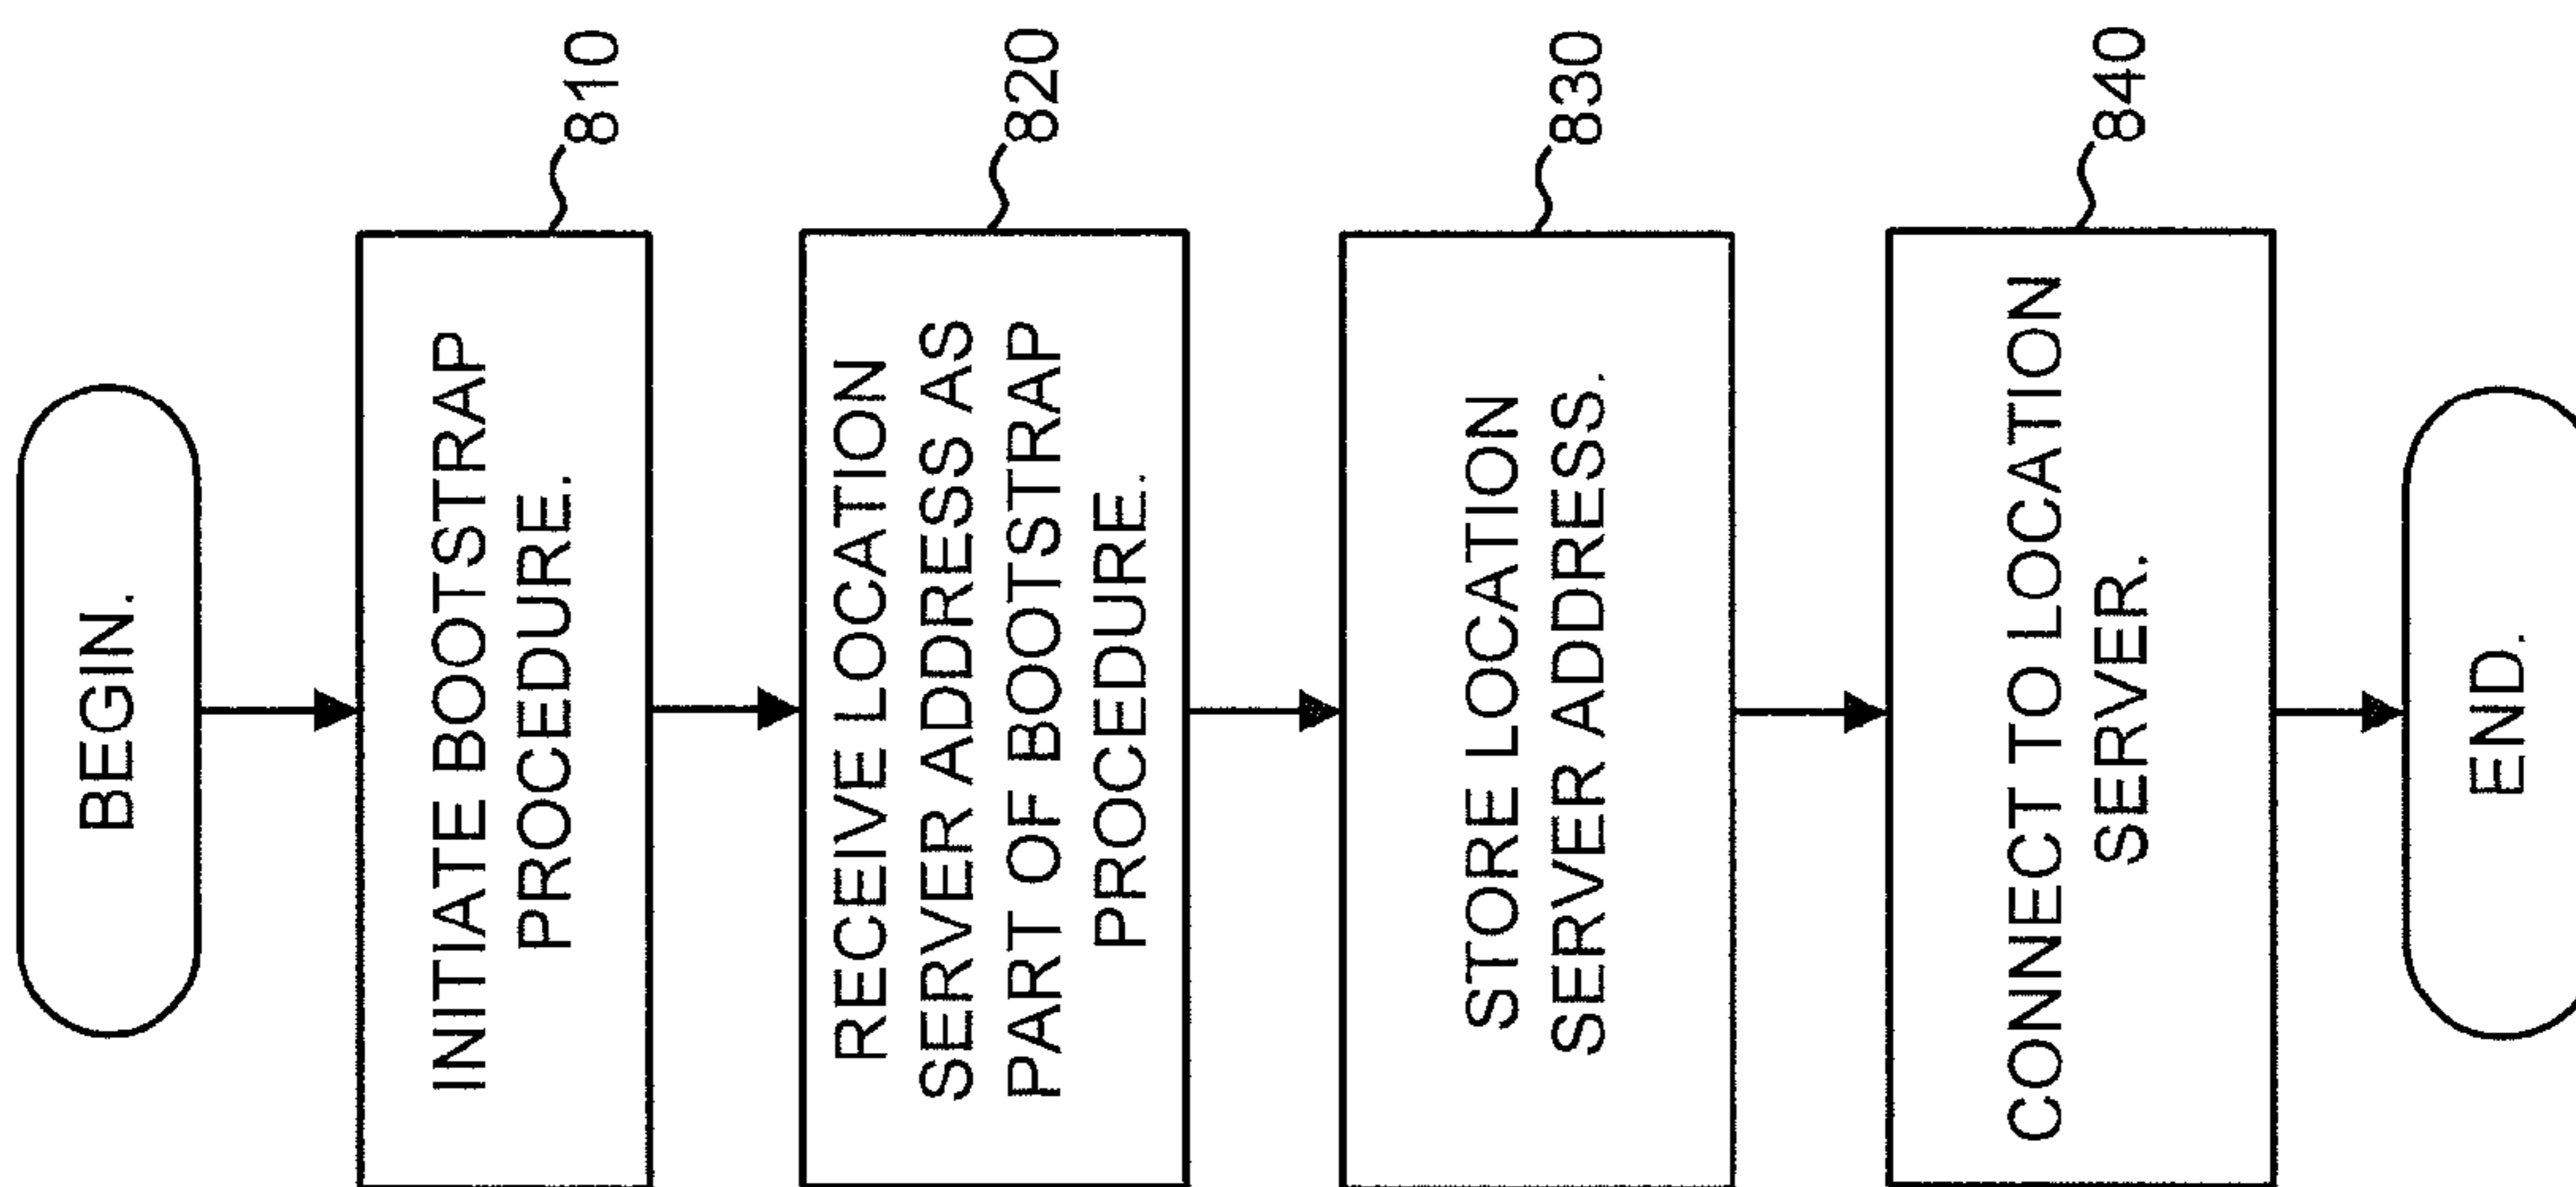 BEGIN.
INITIATE BOOTSTRAP
PROCEDURE.
810
RECEIVE LOCATION
SERVER ADDRESS AS
PART OF BOOTSTRAP
PROCEDURE.
820
STORE LOCATION
SERVER ADDRESS.
830
CONNECT TO LOCATION
SERVER.
840
END.